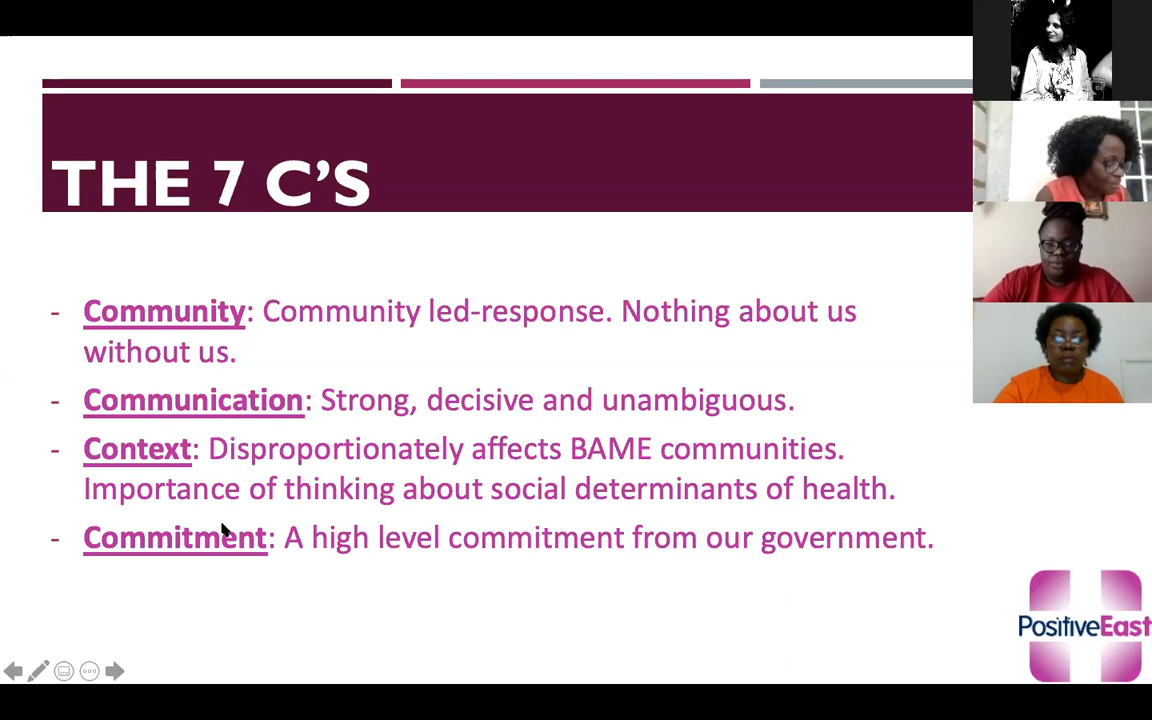 THE 7 C’S
- Community: Community led-response. Nothing about us
without us.
- Communication: Strong, decisive and unambiguous.
- Context: Disproportionately affects BAME communities.
Importance of thinking about social determinants of health.
- Commitment: A high level commitment from our government.
PositiveEast